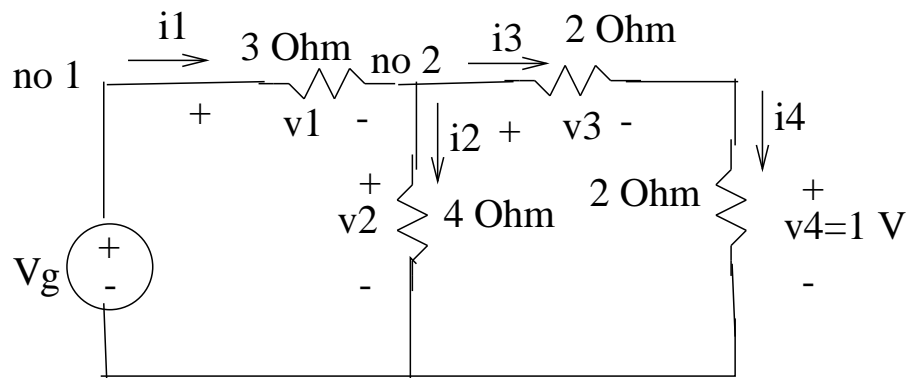 i1
3 Ohm
i3
2 Ohm
no 1
no 2
+ v1 -
i2
+ v3 -
i4
+
v2
-
4 Ohm
2 Ohm
+
v4=1 V
-
Vg
+
-